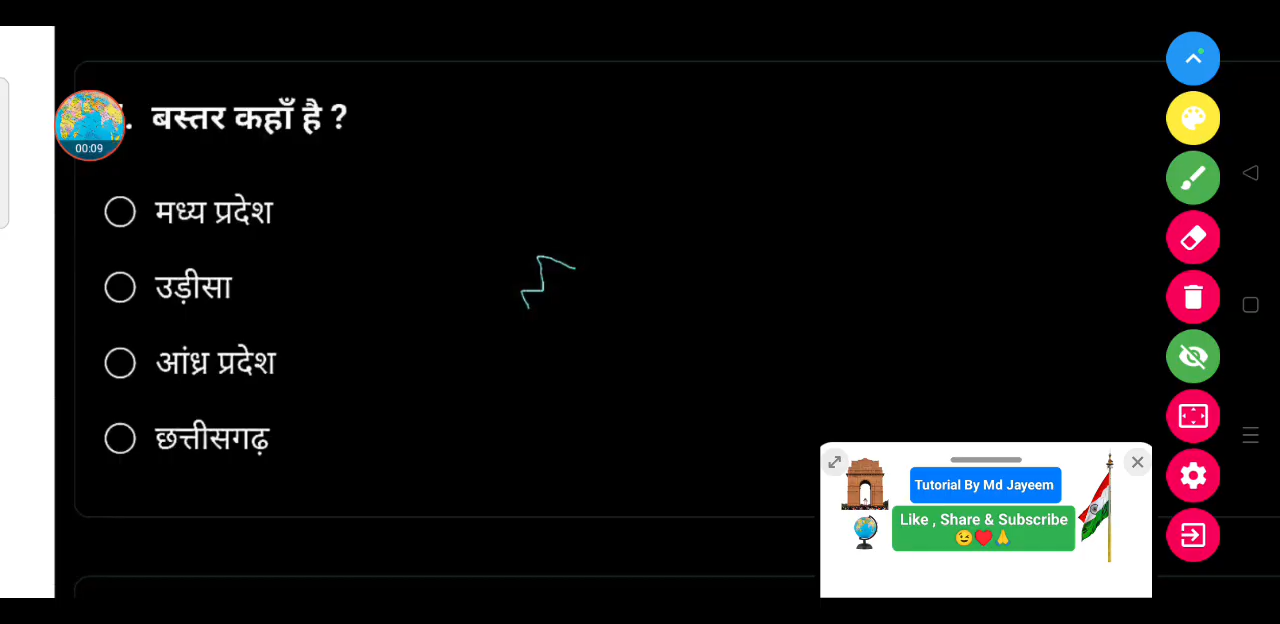 बस्तर कहाँ है ?
00:09
मध्य प्रदेश
उड़ीसा
आंध्र प्रदेश
छत्तीसगढ़
Tutorial By Md Jayeem
Like , Share & Subscribe
😉❤️🙏